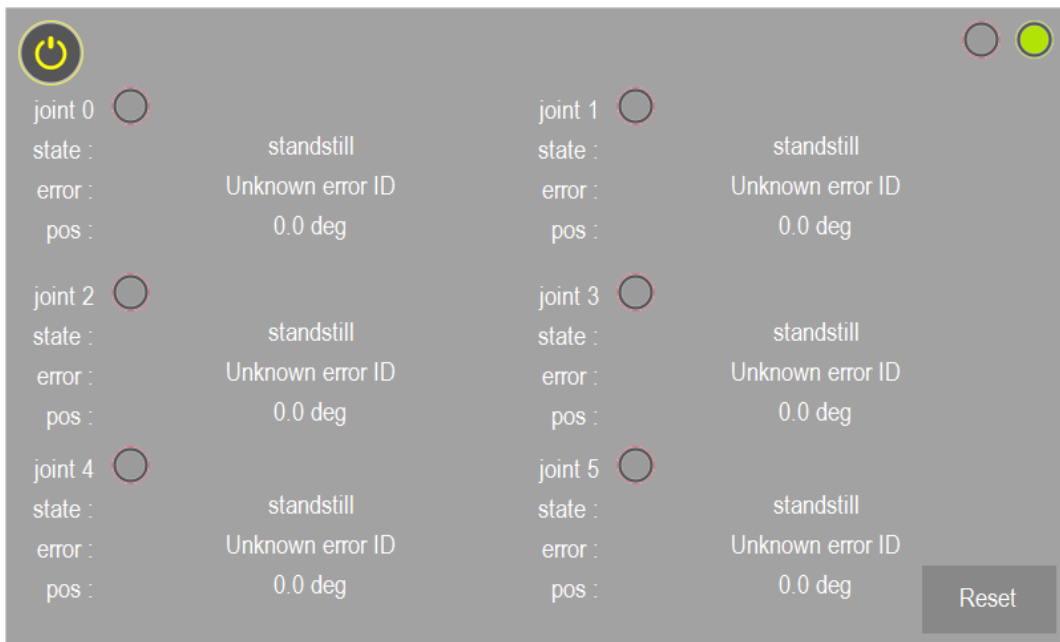 joint 0
state : standstill
error : Unknown error ID
pos : 0.0 deg
joint 1
state : standstill
error : Unknown error ID
pos : 0.0 deg
joint 2
state : standstill
error : Unknown error ID
pos : 0.0 deg
joint 3
state : standstill
error : Unknown error ID
pos : 0.0 deg
joint 4
state : standstill
error : Unknown error ID
pos : 0.0 deg
joint 5
state : standstill
error : Unknown error ID
pos : 0.0 deg
Reset